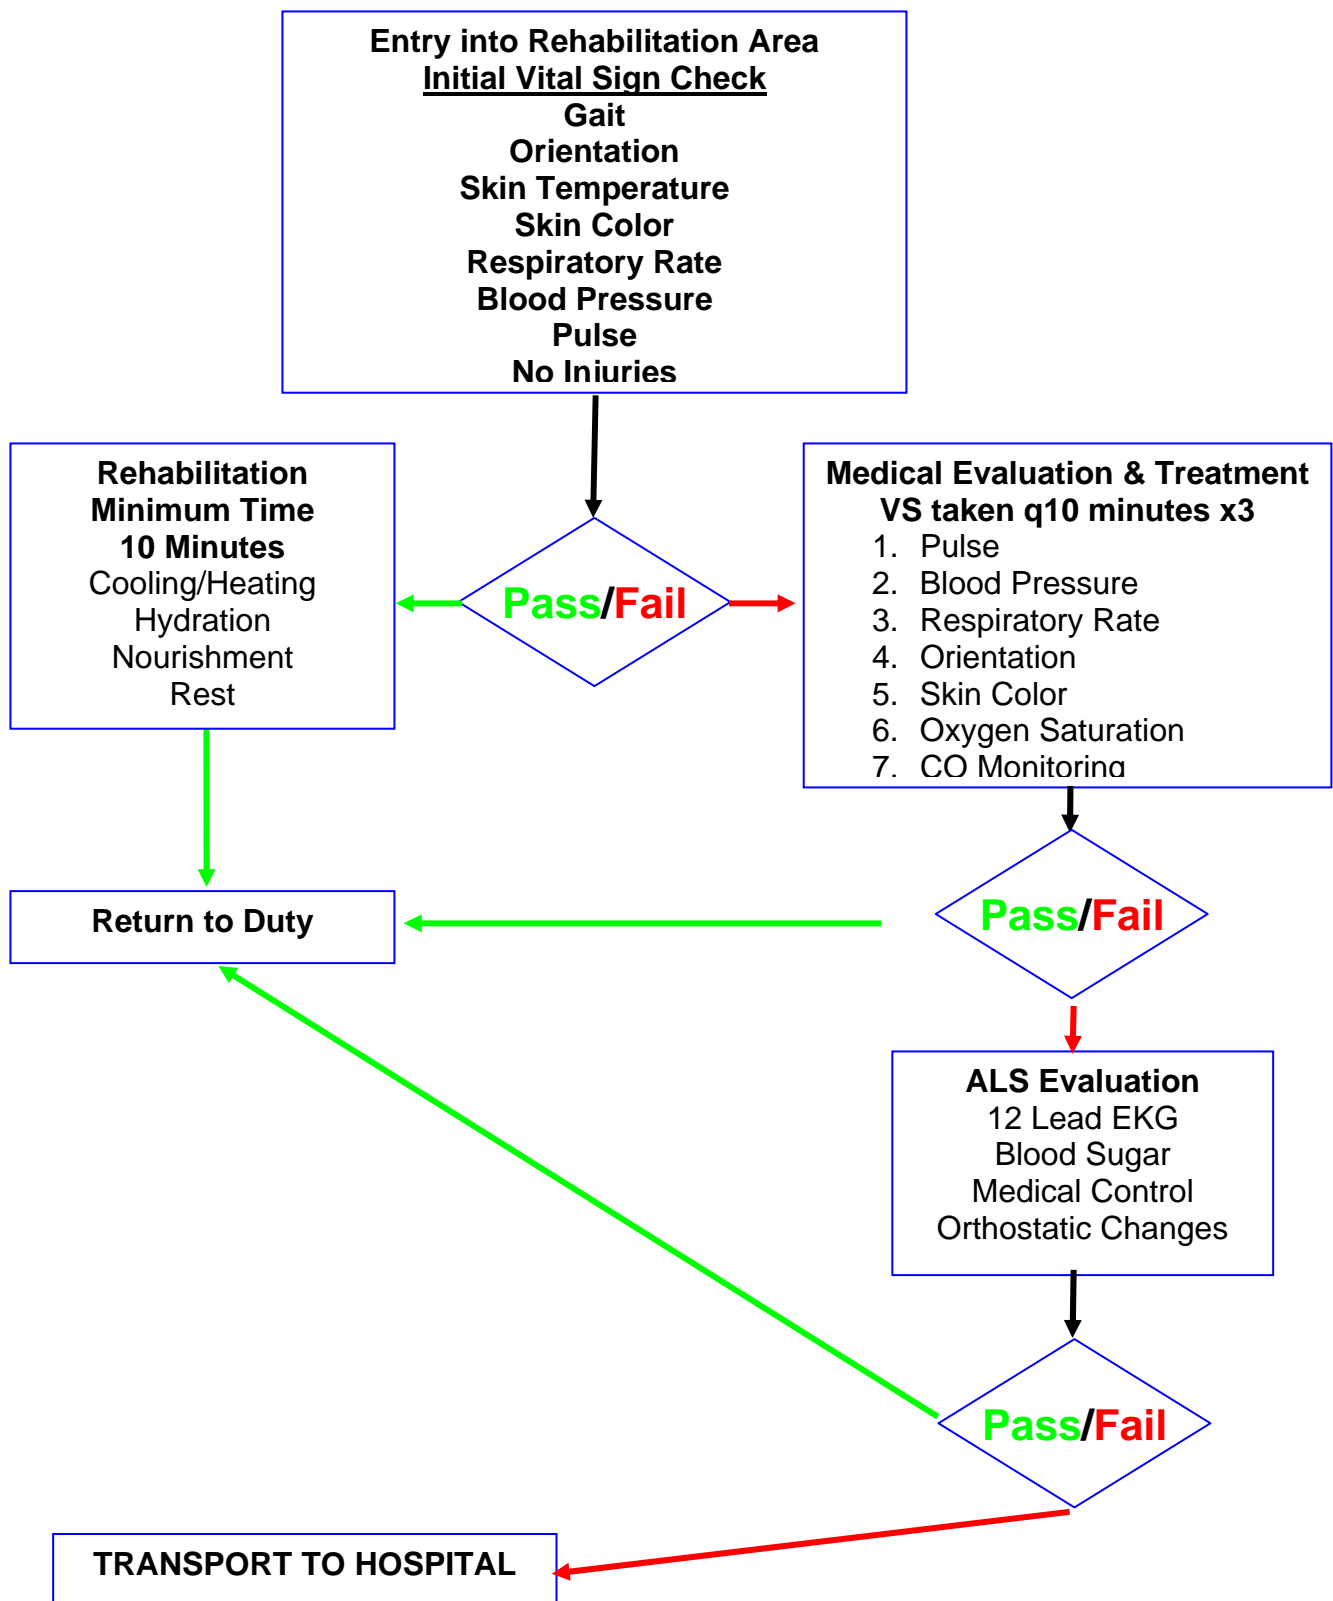 Entry into Rehabilitation Area
Initial Vital Sign Check
Gait
Orientation
Skin Temperature
Skin Color
Respiratory Rate
Blood Pressure
Pulse
No Injuries
Rehabilitation
Minimum Time
10 Minutes
Cooling/Heating
Hydration
Nourishment
Rest
Pass/Fail
Medical Evaluation & Treatment
VS taken q10 minutes x3
1. Pulse
2. Blood Pressure
3. Respiratory Rate
4. Orientation
5. Skin Color
6. Oxygen Saturation
7. CO Monitoring
Return to Duty
Pass/Fail
ALS Evaluation
12 Lead EKG
Blood Sugar
Medical Control
Orthostatic Changes
Pass/Fail
TRANSPORT TO HOSPITAL